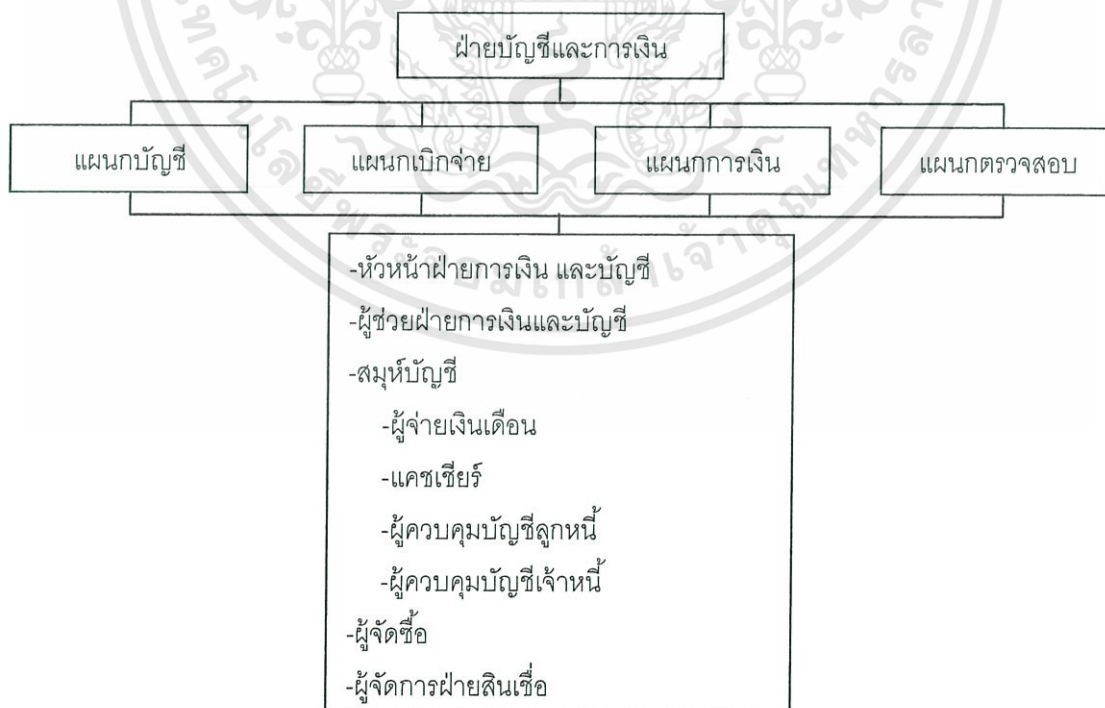 ฝ่ายบัญชีและการเงิน
แผนกบัญชี
แผนกเบิกจ่าย
แผนกการเงิน
แผนกตรวจสอบ
-หัวหน้าฝ่ายการเงิน และบัญชี
-ผู้ช่วยฝ่ายการเงินและบัญชี
-สมุห์บัญชี
-ผู้จ่ายเงินเดือน
-แคชเชียร์
-ผู้ควบคุมบัญชีลูกหนี้
-ผู้ควบคุมบัญชีเจ้าหนี้
-ผู้จัดซื้อ
-ผู้จัดการฝ่ายสินเชื่อ